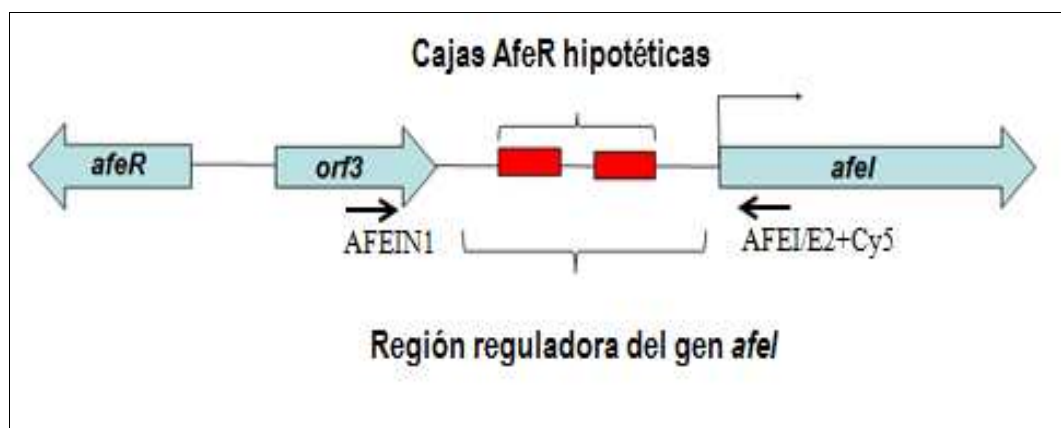 Cajas AfeR hipotéticas
afeR
orf3
afeI
AFEIN1
AFEI/E2+Cy5
Región reguladora del gen afeI